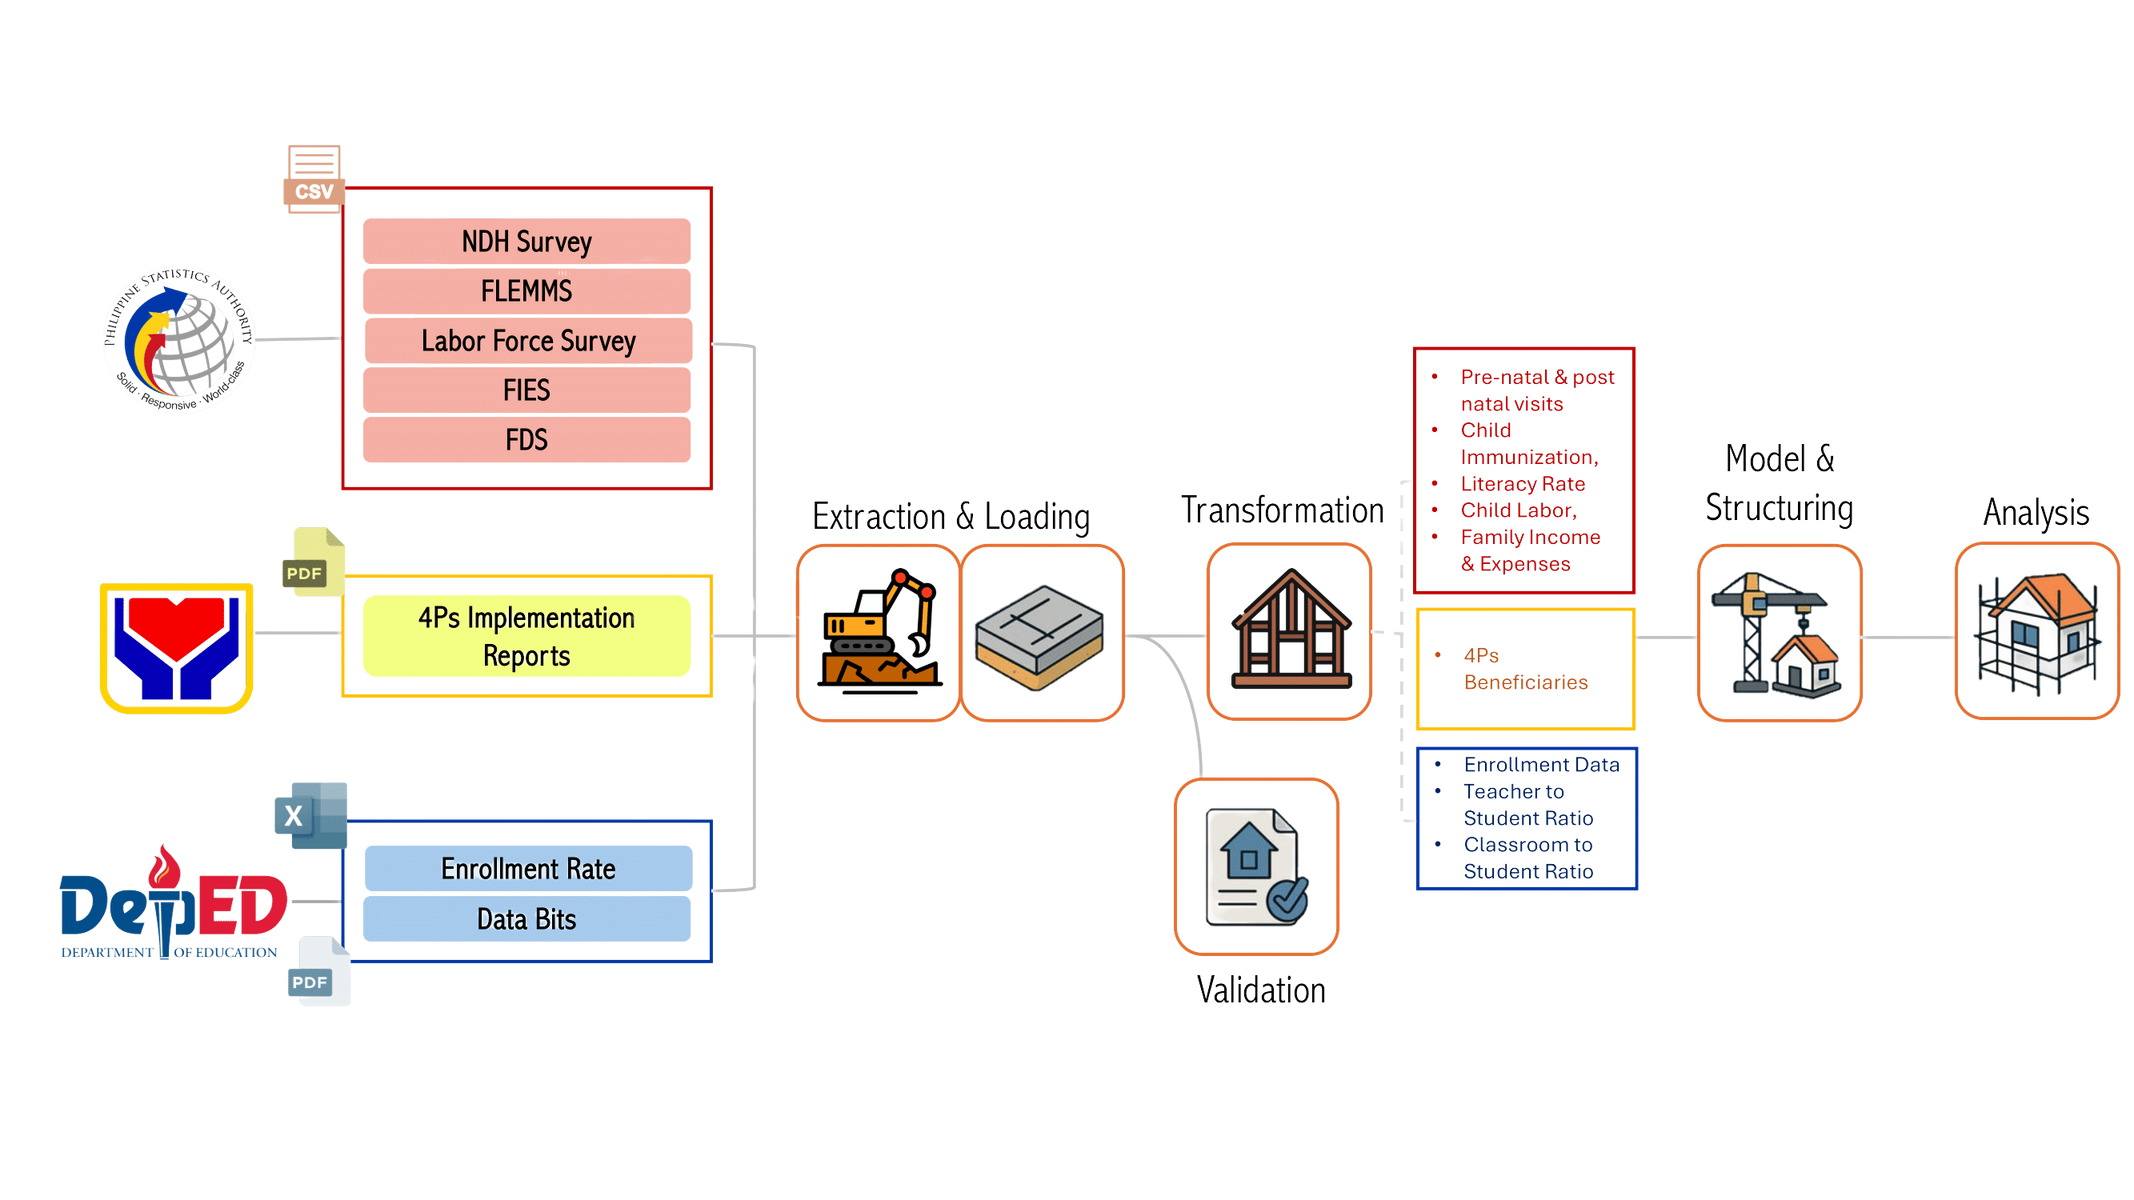 CSV
NDH Survey
FLEMMS
Labor Force Survey
FIES
FDS
PHILIPPINE STATISTICS AUTHORITY
Solid · Responsive · World-class
PDF
4Ps Implementation
Reports
X
Enrollment Rate
Data Bits
DepED
DEPARTMENT OF EDUCATION
PDF
Extraction & Loading
Transformation
Validation
• Pre-natal & post
natal visits
• Child
Immunization,
• Literacy Rate
• Child Labor,
• Family Income
& Expenses
• 4Ps
Beneficiaries
• Enrollment Data
• Teacher to
Student Ratio
• Classroom to
Student Ratio
Model &
Structuring
Analysis